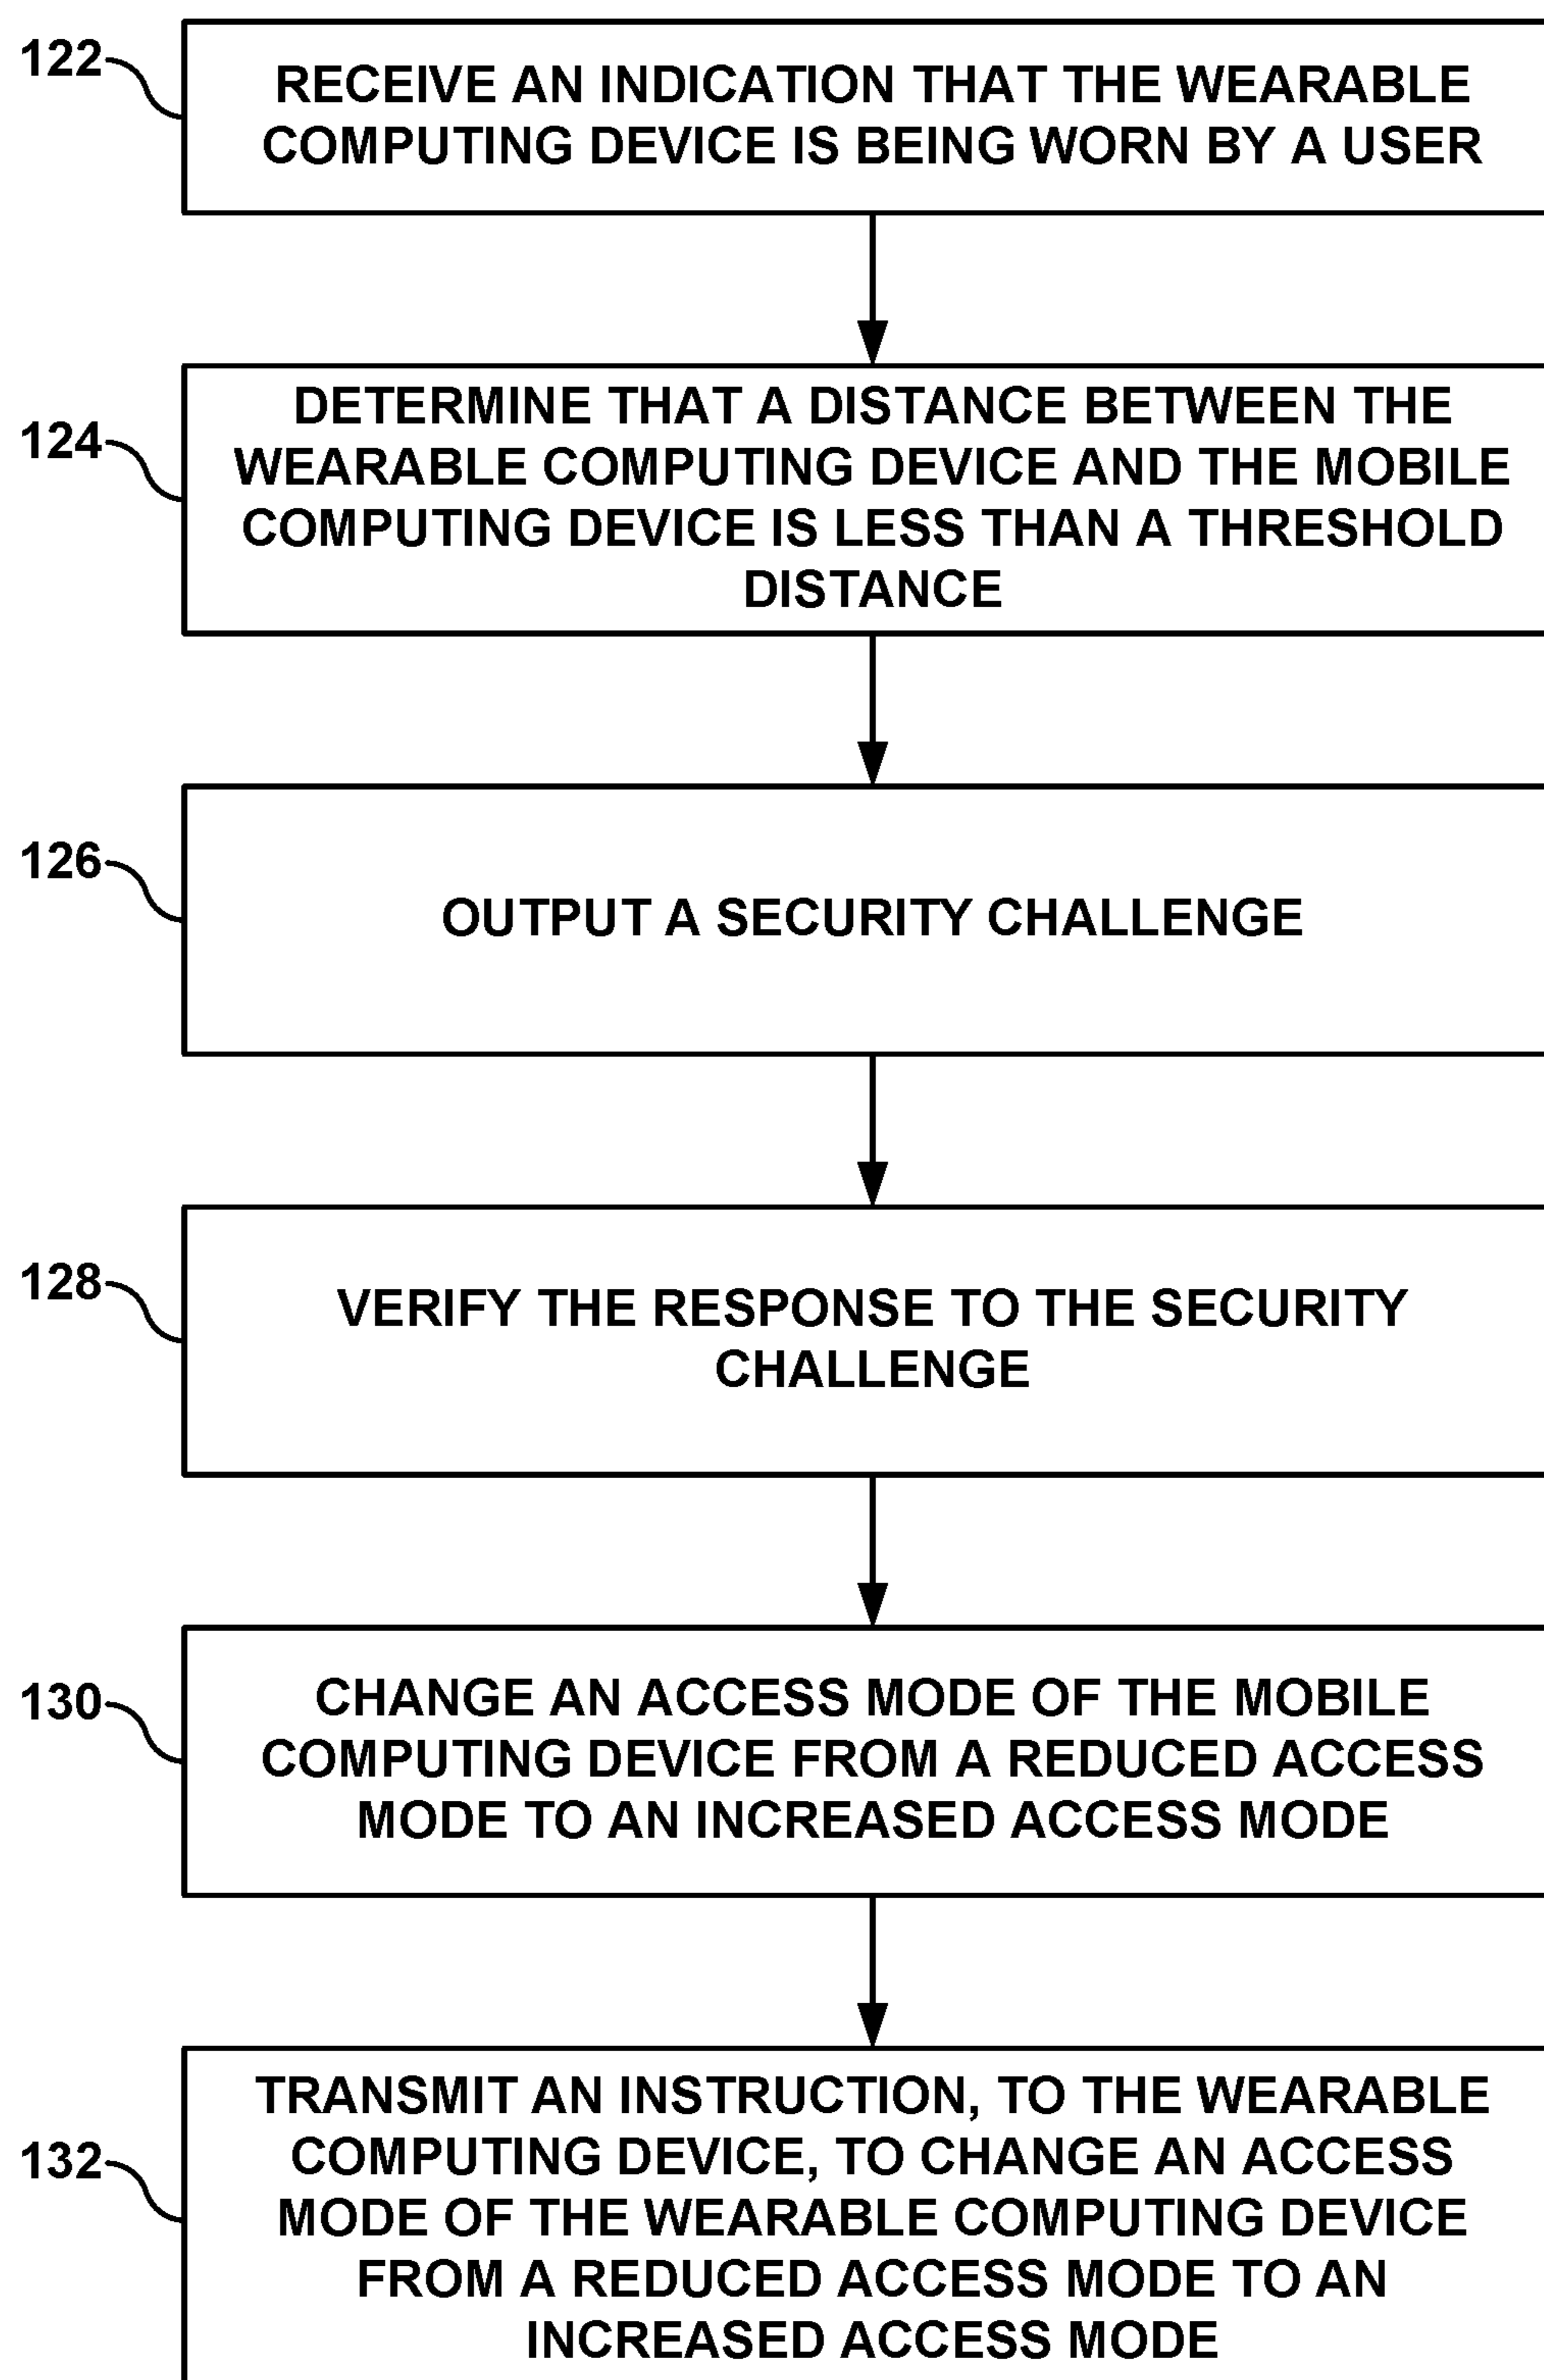 122
RECEIVE AN INDICATION THAT THE WEARABLE
COMPUTING DEVICE IS BEING WORN BY A USER
124
DETERMINE THAT A DISTANCE BETWEEN THE
WEARABLE COMPUTING DEVICE AND THE MOBILE
COMPUTING DEVICE IS LESS THAN A THRESHOLD
DISTANCE
126
OUTPUT A SECURITY CHALLENGE
128
VERIFY THE RESPONSE TO THE SECURITY
CHALLENGE
130
CHANGE AN ACCESS MODE OF THE MOBILE
COMPUTING DEVICE FROM A REDUCED ACCESS
MODE TO AN INCREASED ACCESS MODE
132
TRANSMIT AN INSTRUCTION, TO THE WEARABLE
COMPUTING DEVICE, TO CHANGE AN ACCESS
MODE OF THE WEARABLE COMPUTING DEVICE
FROM A REDUCED ACCESS MODE TO AN
INCREASED ACCESS MODE